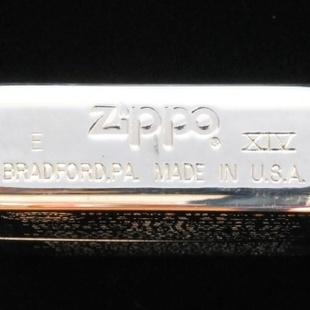 Zippo®
E XIV
BRADFORD,PA. MADE IN U.S.A.